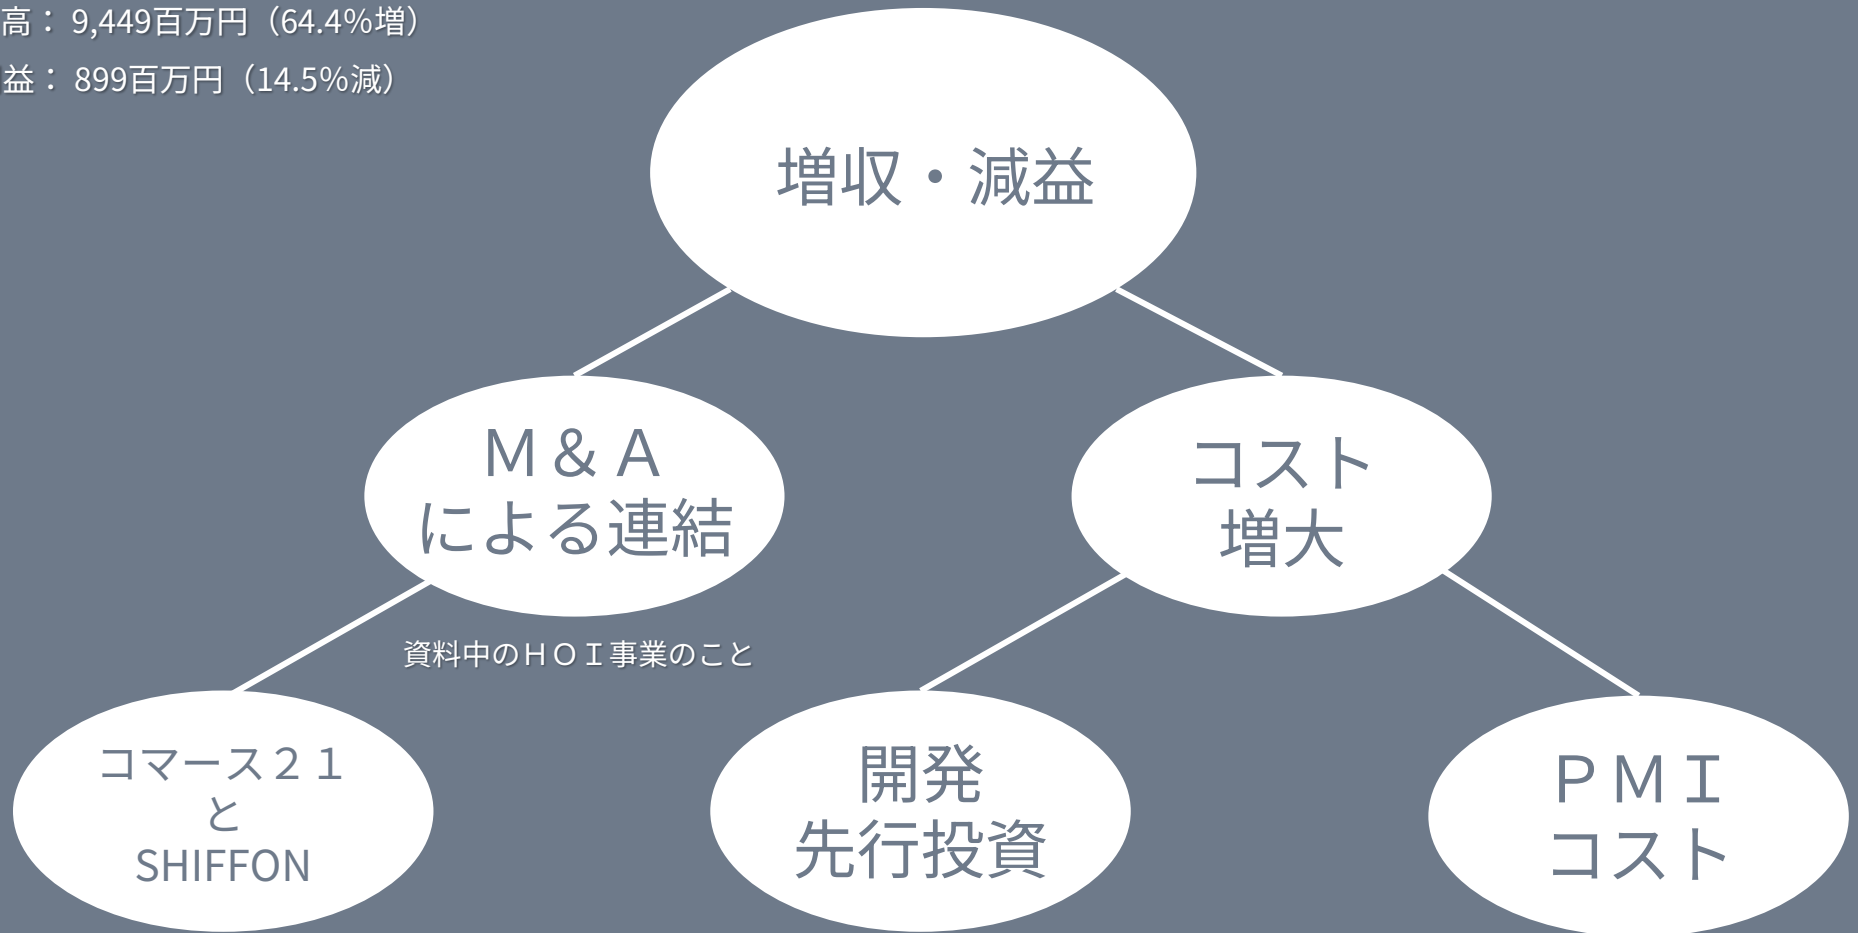 高： 9,449百万円（64.4％増）
益： 899百万円（14.5％減）
増収・減益
Ｍ＆Ａ
による連結
コスト
増大
資料中のＨＯＩ事業のこと
コマース２１
と
SHIFFON
開発
先行投資
ＰＭＩ
コスト